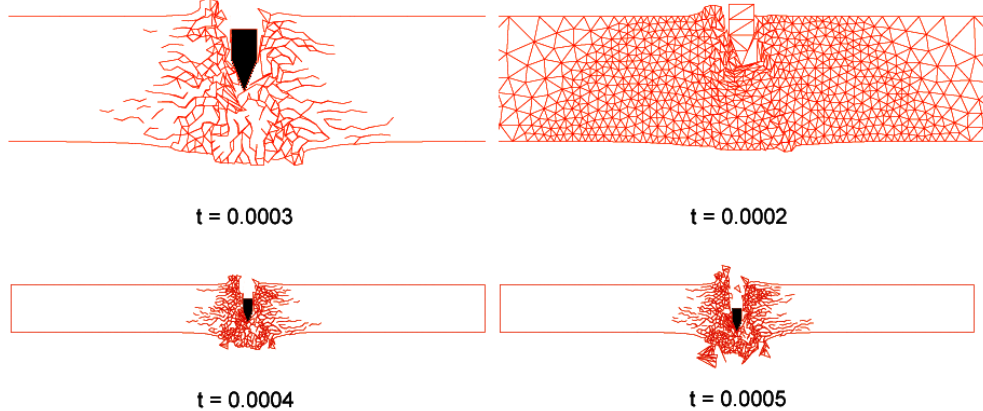 t = 0.0003
t = 0.0002
t = 0.0004
t = 0.0005